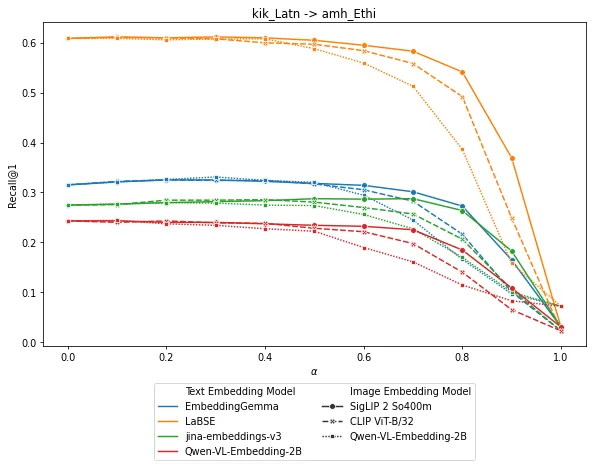 kik_Latn -> amh_Ethi
Recall@1
0.6
0.5
0.4
0.3
0.2
0.1
0.0
0.0 0.2 0.4 0.6 0.8 1.0
α
Text Embedding Model
EmbeddingGemma
LaBSE
jina-embeddings-v3
Qwen-VL-Embedding-2B
Image Embedding Model
SigLIP 2 So400m
CLIP ViT-B/32
Qwen-VL-Embedding-2B